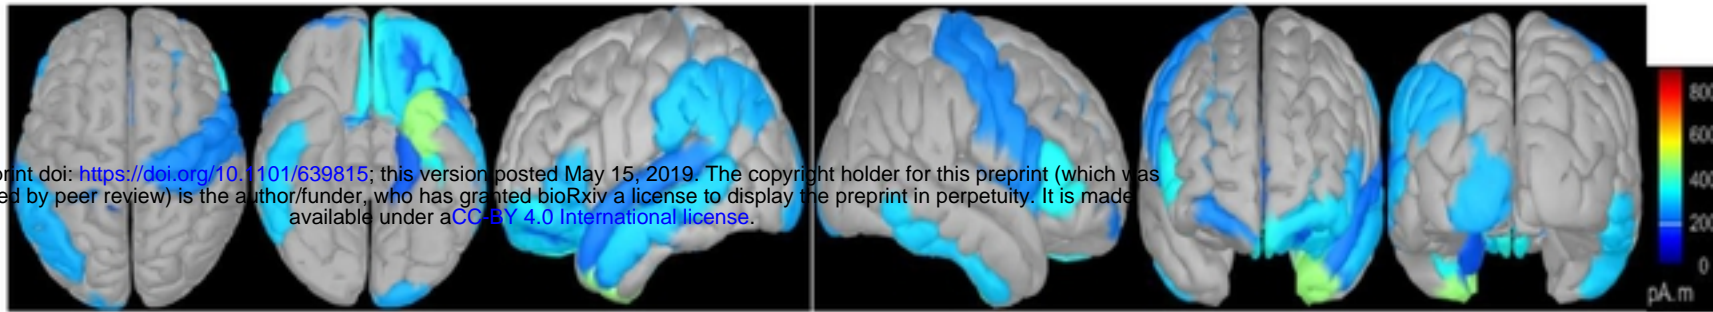 print doi: https://doi.org/10.1101/639815; this version posted May 15, 2019. The copyright holder for this preprint (which was
ed by peer review) is the author/funder, who has granted bioRxiv a license to display the preprint in perpetuity. It is made
available under aCC-BY 4.0 International license.
800
600
400
200
0
pA.m